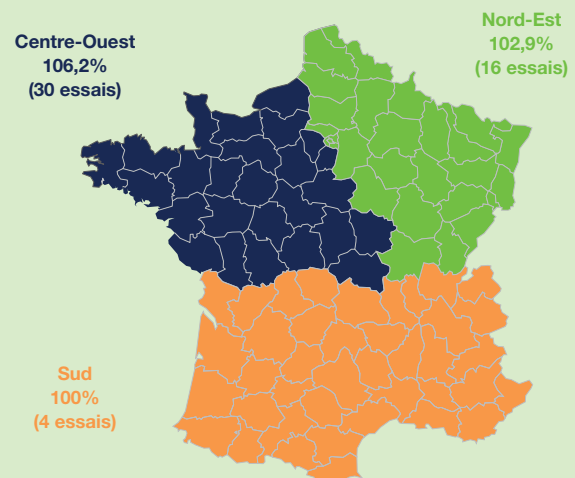 Centre-Ouest
106,2%
(30 essais)
Nord-Est
102,9%
(16 essais)
Sud
100%
(4 essais)